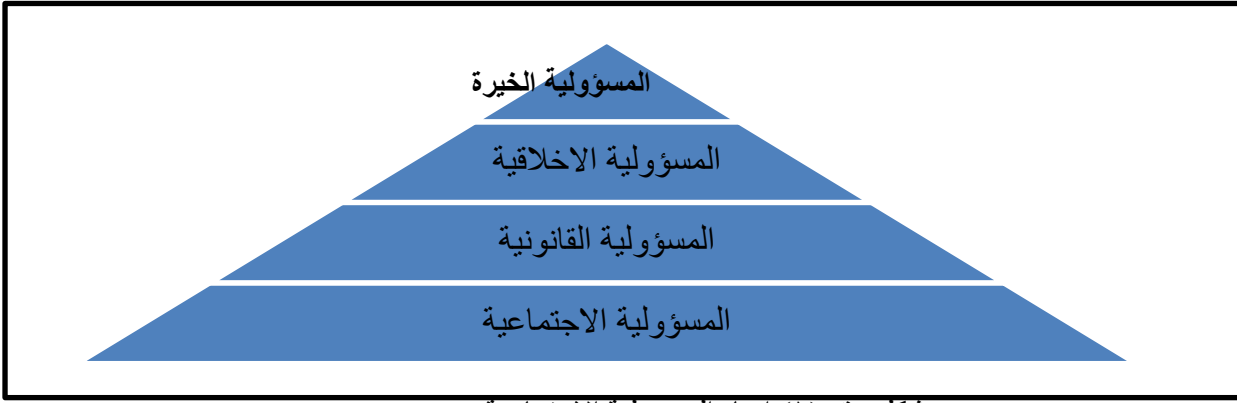 المسؤولية الخيرة
المسؤولية الاخلاقية
المسؤولية القانونية
المسؤولية الاجتماعية